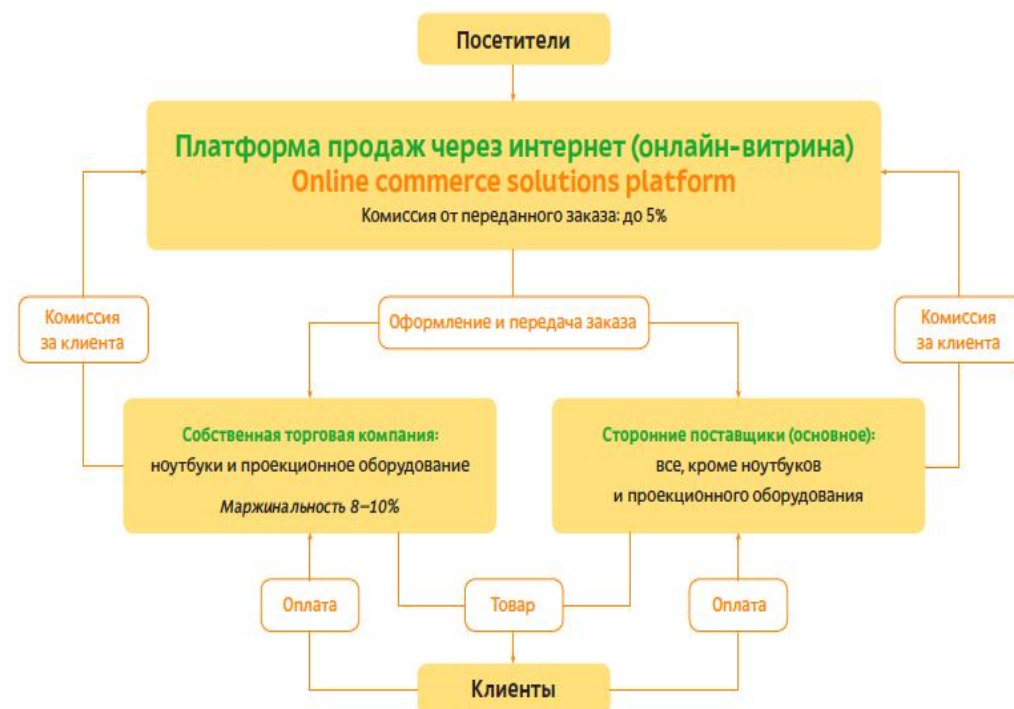 Посетители
Платформа продаж через интернет (онлайн-витрина)
Online commerce solutions platform
Комиссия от переданного заказа: до 5%
Комиссия
за клиента
Оформление и передача заказа
Комиссия
за клиента
Собственная торговая компания:
ноутбуки и проекционное оборудование
Маржинальность 8–10%
Сторонние поставщики (основное):
все, кроме ноутбуков
и проекционного оборудования
Оплата
Товар
Оплата
Клиенты